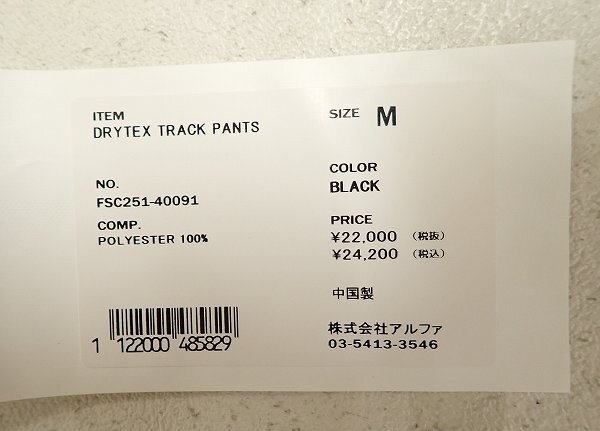 ITEM
DRYTEX TRACK PANTS
SIZE M
NO.
FSC251-40091
COLOR
BLACK
COMP.
POLYESTER 100%
PRICE
¥22,000 (税抜)
¥24,200 (税込)
中国製
株式会社アルファ
03-5413-3546
1 122000 485829